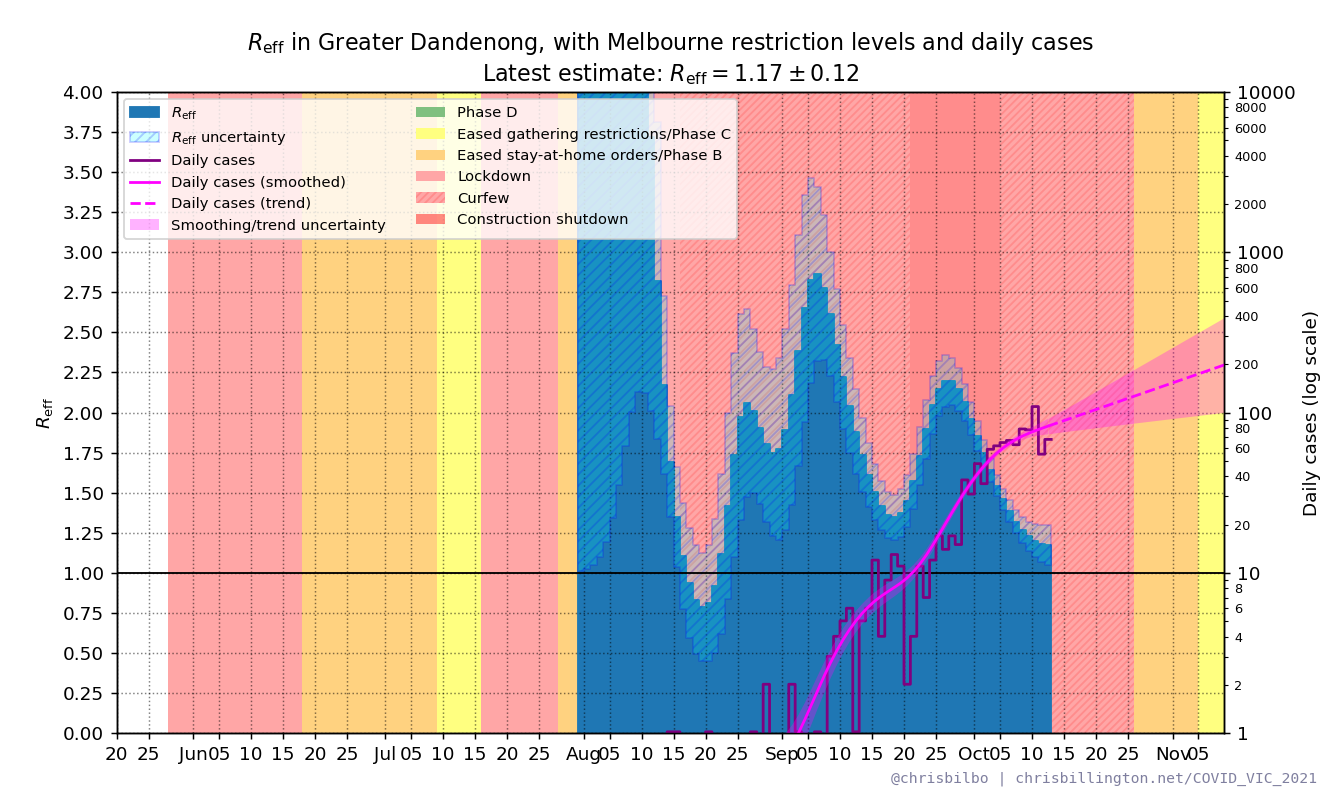 Reff in Greater Dandenong, with Melbourne restriction levels and daily cases
Latest estimate: Reff = 1.17 ± 0.12
Reff
Reff uncertainty
Daily cases
Daily cases (smoothed)
Daily cases (trend)
Smoothing/trend uncertainty
Phase D
Eased gathering restrictions/Phase C
Eased stay-at-home orders/Phase B
Lockdown
Curfew
Construction shutdown
Reff
4.00
3.75
3.50
3.25
3.00
2.75
2.50
2.25
2.00
1.75
1.50
1.25
1.00
0.75
0.50
0.25
0.00
10000
8000
6000
4000
2000
1000
800
600
400
200
100
80
60
40
20
10
8
6
4
2
1
Daily cases (log scale)
20 25 Jun 05 10 15 20 25 Jul 05 10 15 20 25 Aug 05 10 15 20 25 Sep 05 10 15 20 25 Oct 05 10 15 20 25 Nov 05
@chrisbilbo | chrisbillington.net/COVID_VIC_2021